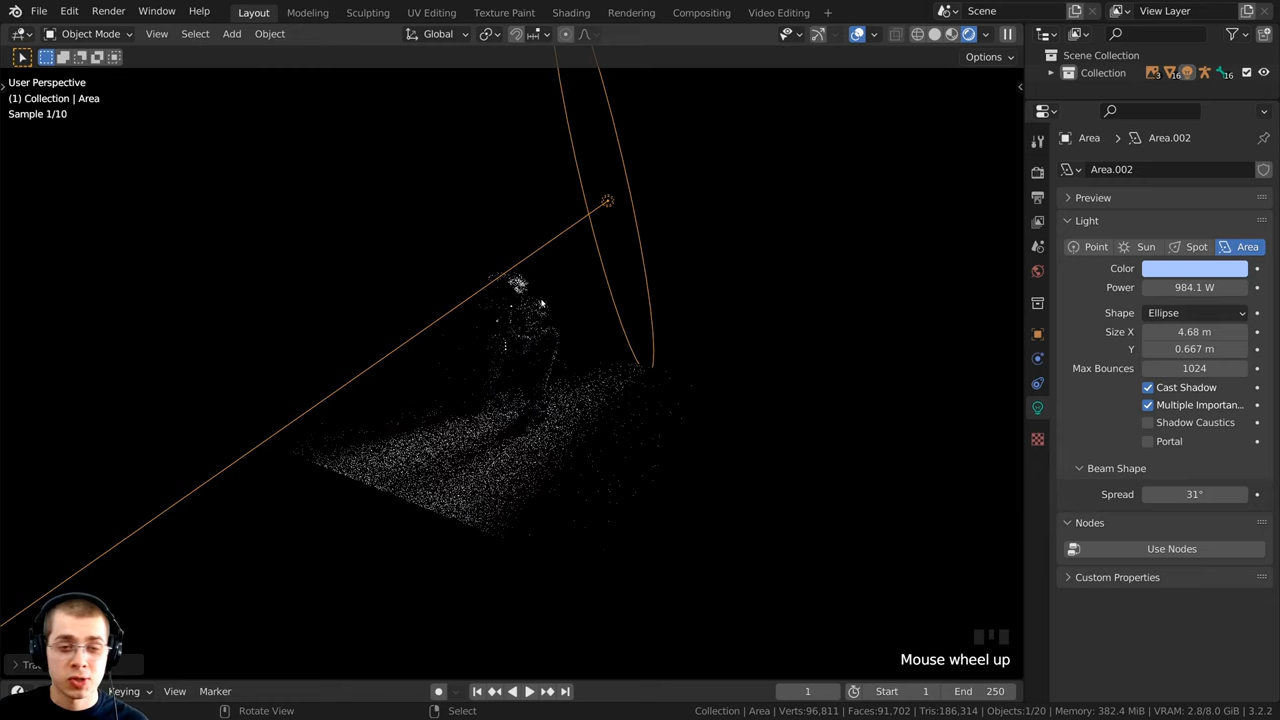 File Edit Render Window Help Layout Modeling Sculpting UV Editing Texture Paint Shading Rendering Compositing Video Editing + Scene View Layer
Object Mode View Select Add Object Global
Options
User Perspective
(1) Collection | Area
Sample 1/10
Scene Collection
Collection 3 16 16
Area > Area.002
Area.002
Preview
Light
Point Sun Spot Area
Color
Power 984.1 W
Shape Ellipse
Size X 4.68 m
Y 0.667 m
Max Bounces 1024
Cast Shadow
Multiple Importan...
Shadow Caustics
Portal
Beam Shape
Spread 31°
Nodes
Use Nodes
Custom Properties
Mouse wheel up
Keying View Marker 1 Start 1 End 250
Rotate View Select Collection | Area | Verts:96,811 | Faces:91,702 | Tris:186,314 | Objects:1/20 | Memory: 382.4 MiB | VRAM: 2.8/8.0 GiB | 3.2.2